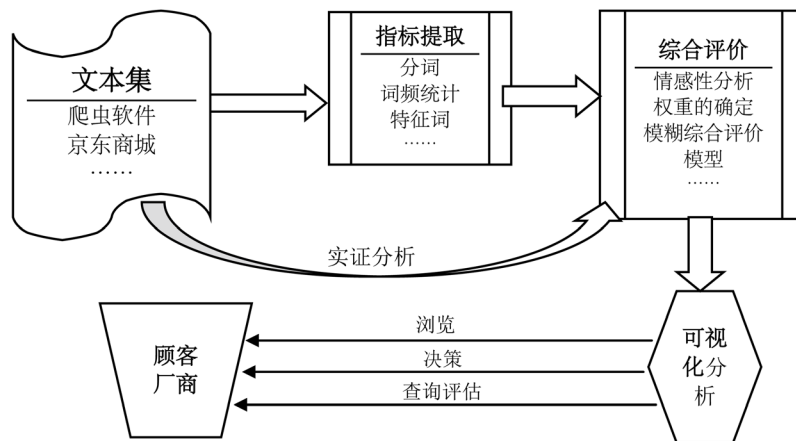 文本集
爬虫软件
京东商城
……
指标提取
分词
词频统计
特征词
……
综合评价
情感性分析
权重的确定
模糊综合评价
模型
……
实证分析
可视
化分
析
浏览
决策
查询评估
顾客
厂商